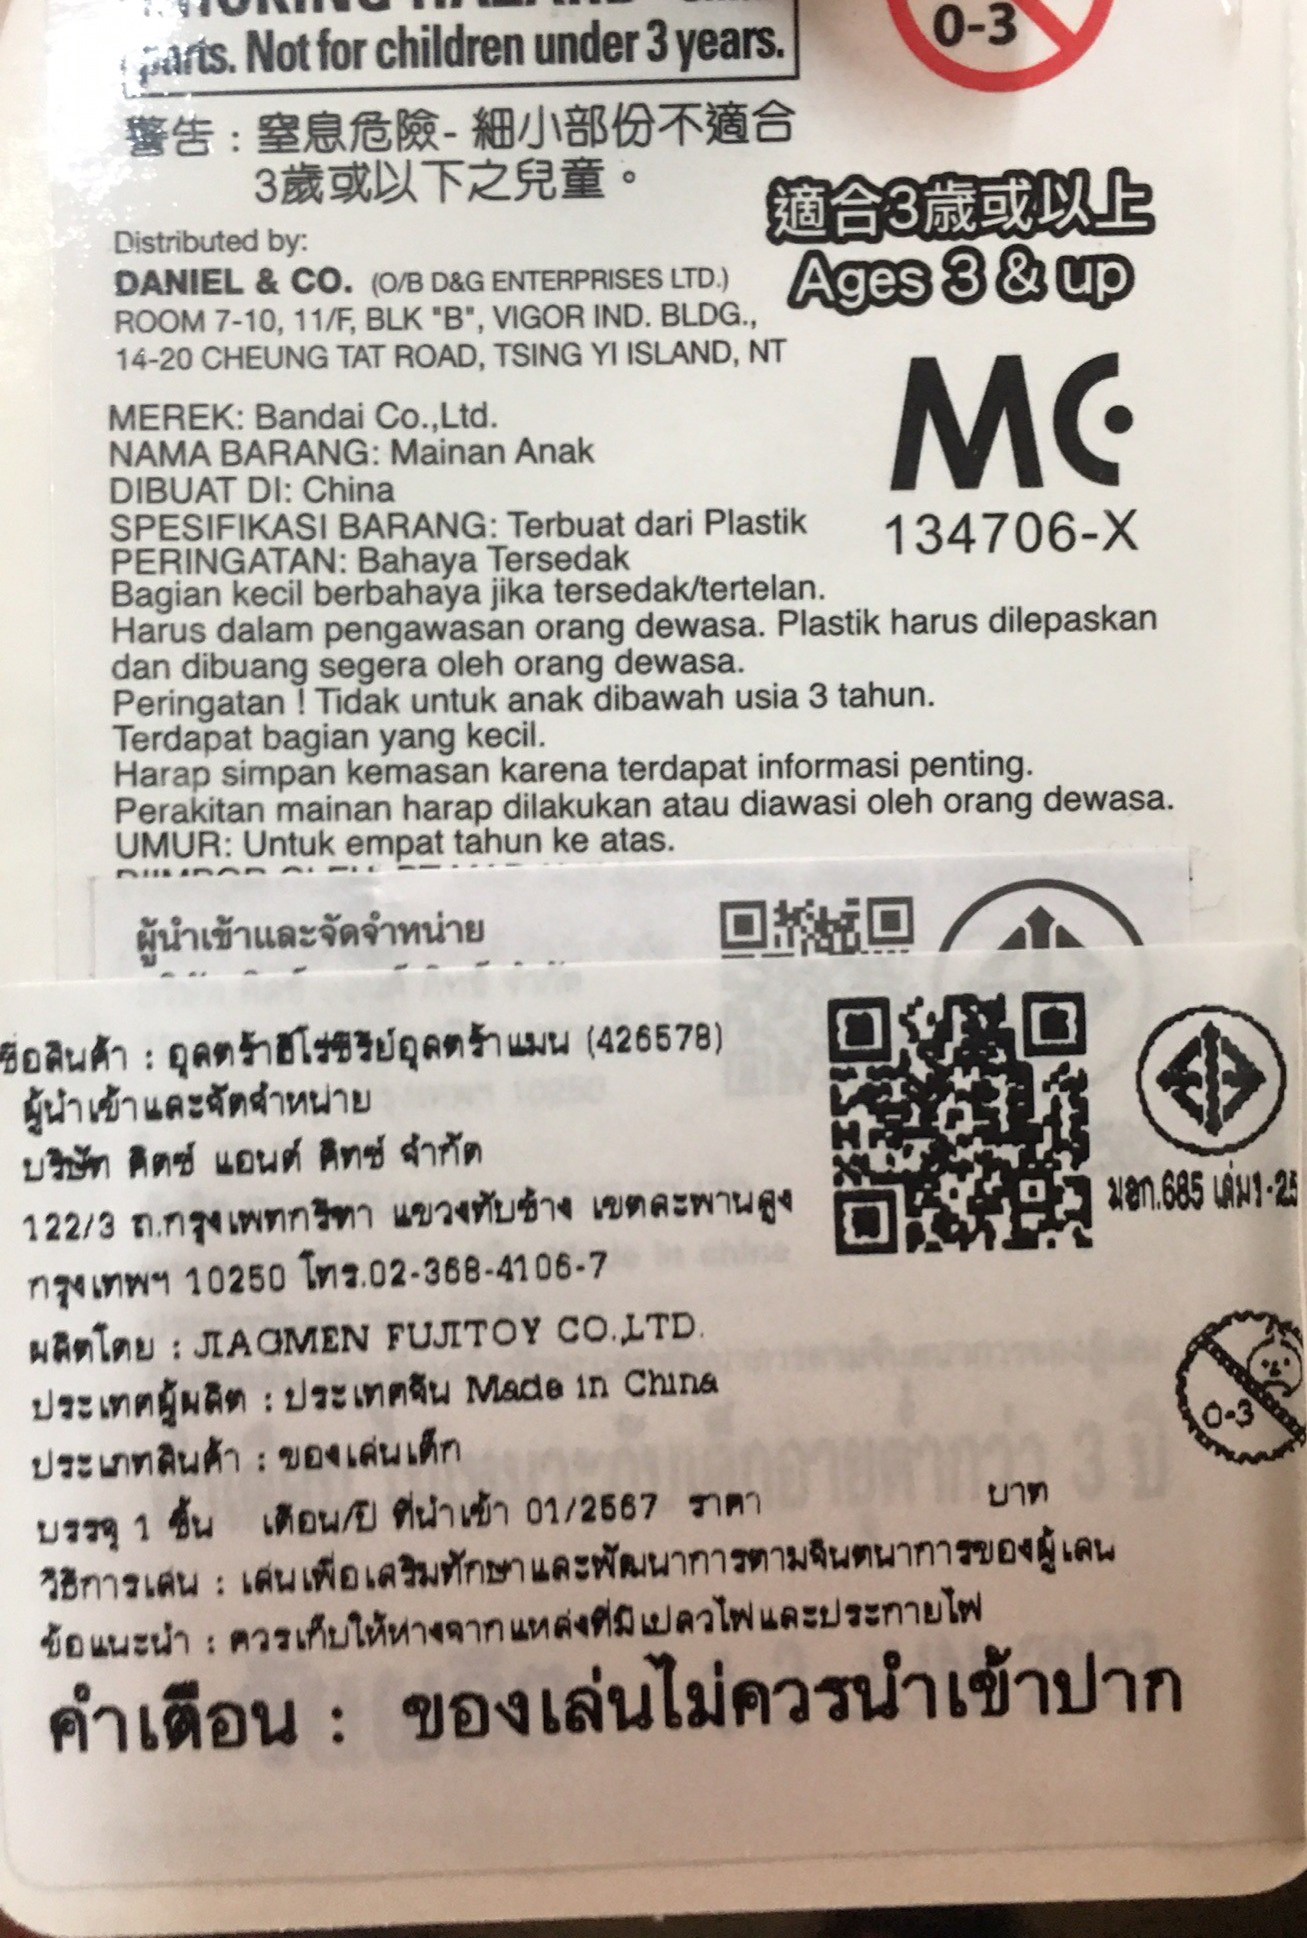 parts. Not for children under 3 years.
0-3
警告 : 窒息危險- 細小部份不適合
3歲或以下之兒童。
適合3歲或以上
Ages 3 & up
Distributed by:
DANIEL & CO. (O/B D&G ENTERPRISES LTD.)
ROOM 7-10, 11/F, BLK "B", VIGOR IND. BLDG.,
14-20 CHEUNG TAT ROAD, TSING YI ISLAND, NT
MC
134706-X
MEREK: Bandai Co.,Ltd.
NAMA BARANG: Mainan Anak
DIBUAT DI: China
SPESIFIKASI BARANG: Terbuat dari Plastik
PERINGATAN: Bahaya Tersedak
Bagian kecil berbahaya jika tersedak/tertelan.
Harus dalam pengawasan orang dewasa. Plastik harus dilepaskan
dan dibuang segera oleh orang dewasa.
Peringatan ! Tidak untuk anak dibawah usia 3 tahun.
Terdapat bagian yang kecil.
Harap simpan kemasan karena terdapat informasi penting.
Perakitan mainan harap dilakukan atau diawasi oleh orang dewasa.
UMUR: Untuk empat tahun ke atas.
ผู้นำเข้าและจัดจำหน่าย
ชื่อสินค้า : อุลตร้าฮีโร่ซีรีย์อุลตร้าแมน (426578)
ผู้นำเข้าและจัดจำหน่าย
บริษัท คิดซ์ แอนด์ คิทซ์ จำกัด
122/3 ถ.กรุงเทพกรีฑา แขวงทับช้าง เขตสะพานสูง
กรุงเทพฯ 10250 โทร.02-368-4106-7
มอก.685 เล่ม1-25
ผลิตโดย : JIAGMEN FUJITOY CO.,LTD.
ประเทศผู้ผลิต : ประเทศจีน Made in China
0-3
ประเภทสินค้า : ของเล่นเด็ก
บรรจุ 1 ชิ้น เดือน/ปี ที่นำเข้า 01/2567 ราคา บาท
วิธีการเล่น : เล่นเพื่อเสริมทักษาและพัฒนาการตามจินตนาการของผู้เล่น
ข้อแนะนำ : ควรเก็บให้ห่างจากแหล่งที่มีเปลวไฟและประกายไฟ
คำเตือน : ของเล่นไม่ควรนำเข้าปาก